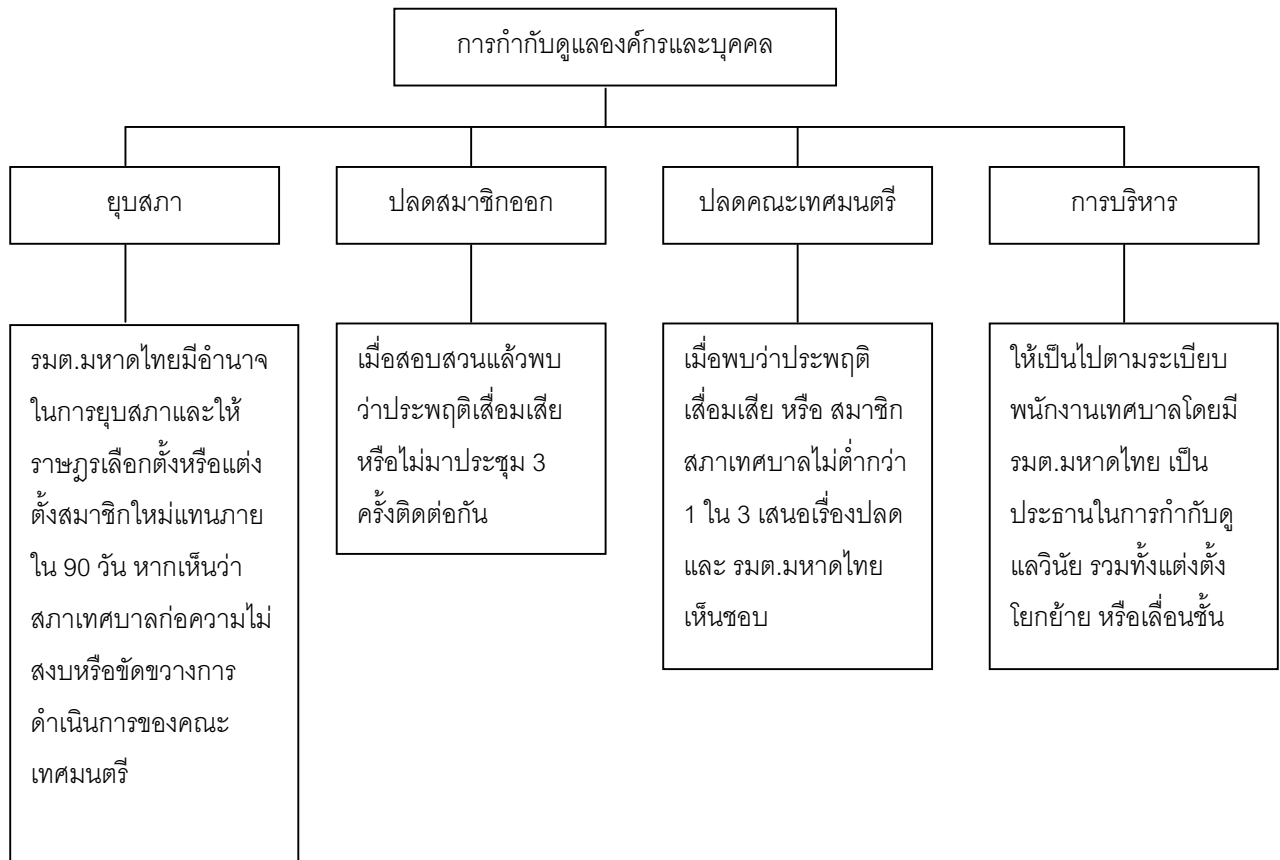 การกำกับดูแลองค์กรและบุคคล
ยุบสภา
ปลดสมาชิกออก
ปลดคณะเทศมนตรี
การบริหาร
รมต.มหาดไทยมีอำนาจ
ในการยุบสภาและให้
ราษฎรเลือกตั้งหรือแต่ง
ตั้งสมาชิกใหม่แทนภาย
ใน 90 วัน หากเห็นว่า
สภาเทศบาลก่อความไม่
สงบหรือขัดขวางการ
ดำเนินการของคณะ
เทศมนตรี
เมื่อสอบสวนแล้วพบ
ว่าประพฤติเสื่อมเสีย
หรือไม่มาประชุม 3
ครั้งติดต่อกัน
เมื่อพบว่าประพฤติ
เสื่อมเสีย หรือ สมาชิก
สภาเทศบาลไม่ต่ำกว่า
1 ใน 3 เสนอเรื่องปลด
และ รมต.มหาดไทย
เห็นชอบ
ให้เป็นไปตามระเบียบ
พนักงานเทศบาลโดยมี
รมต.มหาดไทย เป็น
ประธานในการกำกับดู
แลวินัย รวมทั้งแต่งตั้ง
โยกย้าย หรือเลื่อนชั้น